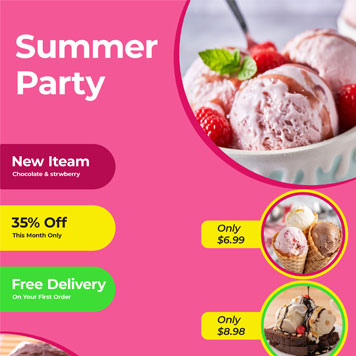 Summer
Party
New Iteam
Chocolate & strwberry
35% Off
This Month Only
Free Delivery
On Your First Order
Only
$6.99
Only
$8.98